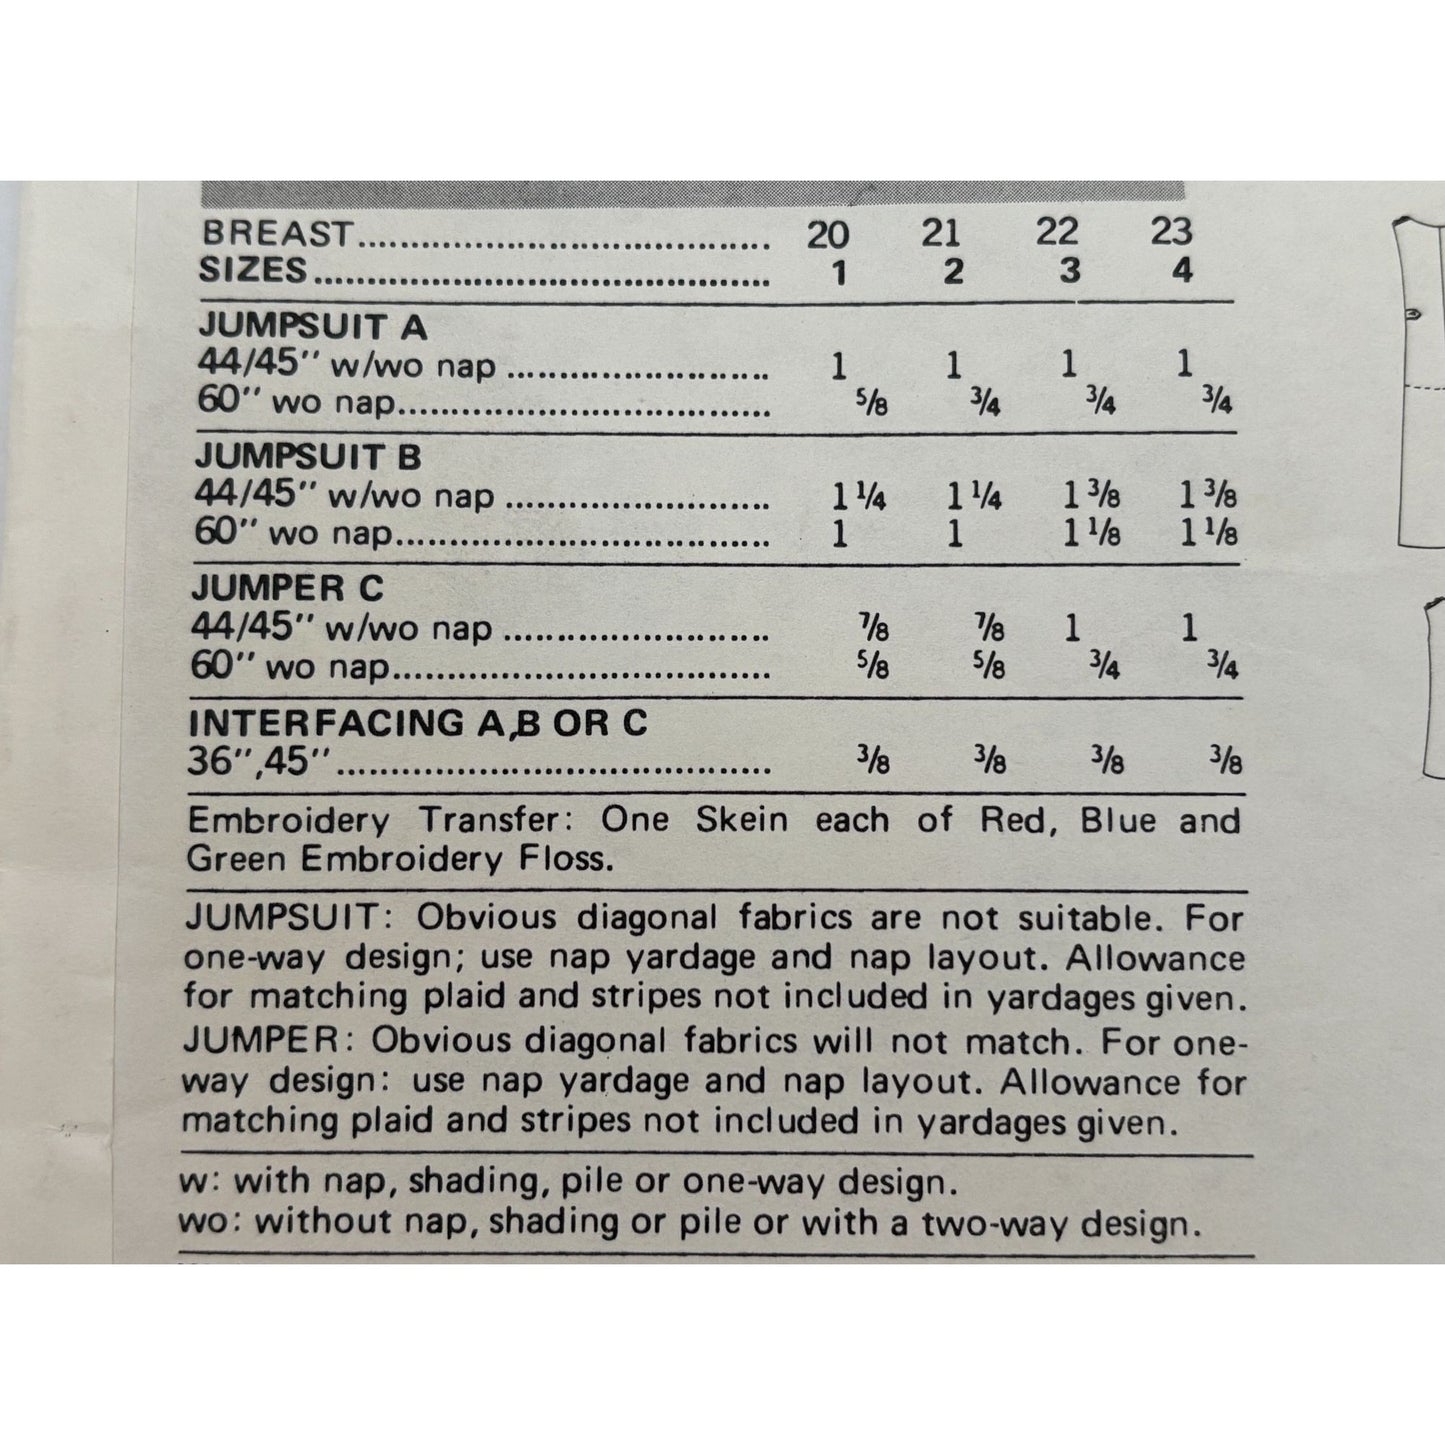 BREAST....................................... 20 21 22 23
SIZES........................................... 1 2 3 4
JUMPSUIT A
44/45" w/wo nap ......................... 1 1 1 1
60" wo nap.................................... 5/8 3/4 3/4 3/4
JUMPSUIT B
44/45" w/wo nap ......................... 1 1/4 1 1/4 1 3/8 1 3/8
60" wo nap.................................... 1 1 1 1/8 1 1/8
JUMPER C
44/45" w/wo nap ......................... 7/8 7/8 1 1
60" wo nap.................................... 5/8 5/8 3/4 3/4
INTERFACING A,B OR C
36",45" ......................................... 3/8 3/8 3/8 3/8
Embroidery Transfer: One Skein each of Red, Blue and
Green Embroidery Floss.
JUMPSUIT: Obvious diagonal fabrics are not suitable. For
one-way design; use nap yardage and nap layout. Allowance
for matching plaid and stripes not included in yardages given.
JUMPER: Obvious diagonal fabrics will not match. For one-
way design: use nap yardage and nap layout. Allowance for
matching plaid and stripes not included in yardages given.
w: with nap, shading, pile or one-way design.
wo: without nap, shading or pile or with a two-way design.